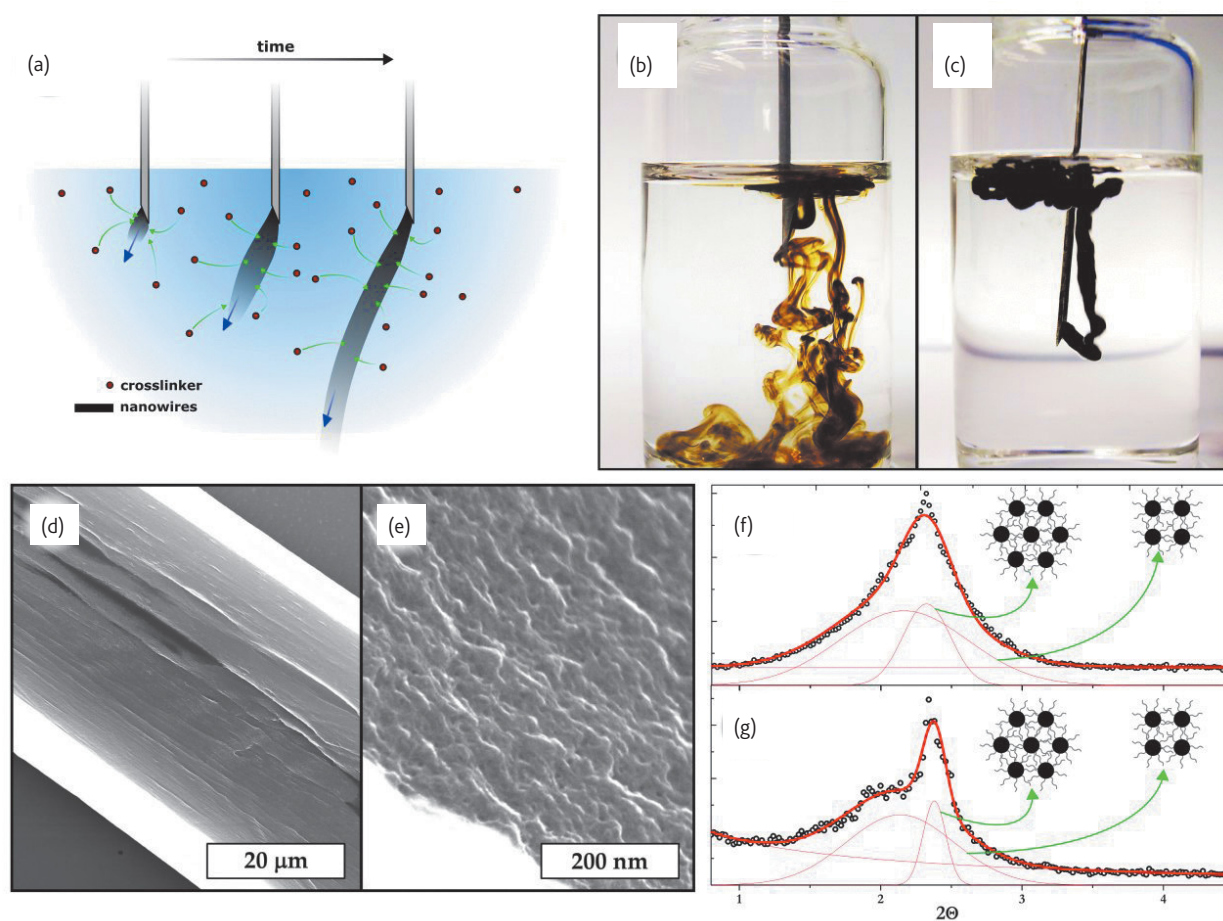 (a)
time
crosslinker
nanowires
(b)
(c)
(d)
20 μm
(e)
200 nm
(f)
(g)
1
2
3
4
2Θ